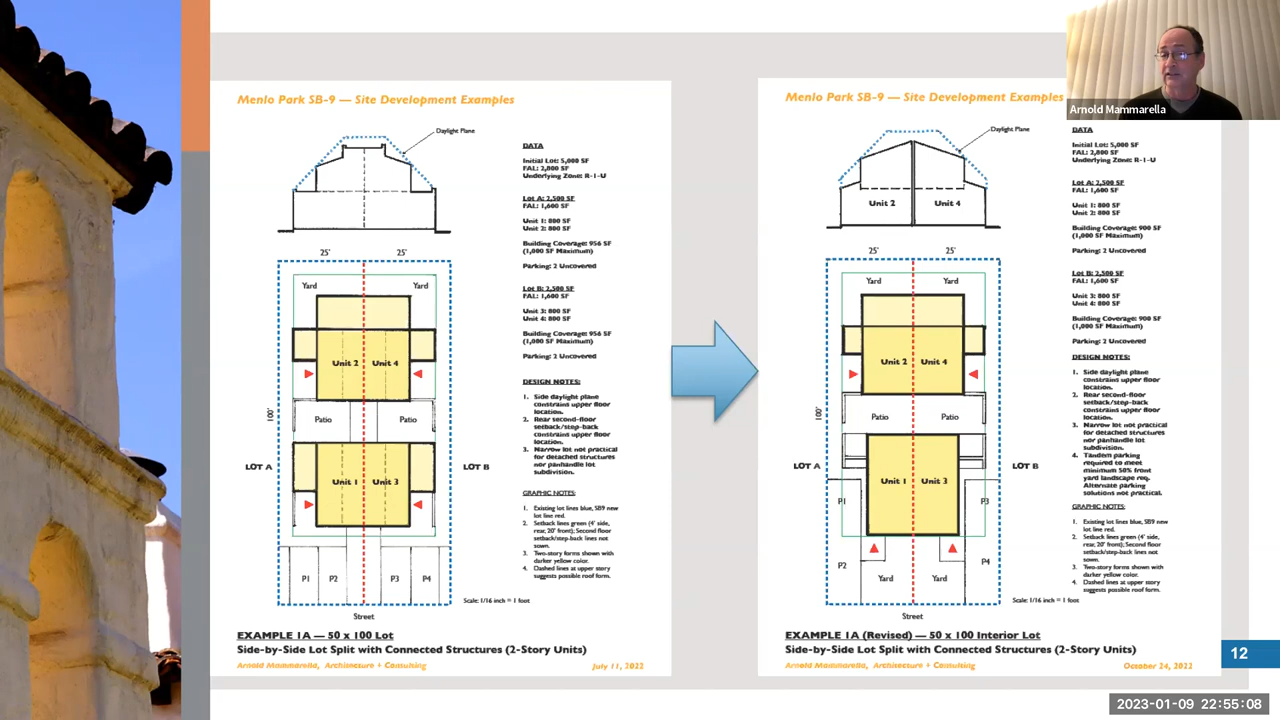 Menlo Park SB-9 — Site Development Examples
Daylight Plane
DATA
Initial Lot: 5,000 SF
FAL: 2,800 SF
Underlying Zone: R-1-U
Lot A: 2,500 SF
FAL: 1,600 SF
Unit 1: 800 SF
Unit 2: 800 SF
Building Coverage: 956 SF
(1,000 SF Maximum)
Parking: 2 Uncovered
Lot B: 2,500 SF
FAL: 1,600 SF
Unit 3: 800 SF
Unit 4: 800 SF
Building Coverage: 956 SF
(1,000 SF Maximum)
Parking: 2 Uncovered
DESIGN NOTES:
1. Side daylight plane
constrains upper floor
location.
2. Rear second-floor
setback/step-back
constrains upper floor
location.
3. Narrow lot not practical
for detached structures
nor panhandle lot
subdivision.
GRAPHIC NOTES:
1. Existing lot lines blue, SB9 new
lot line red.
2. Setback lines green (4' side,
rear, 20' front); Second floor
setback/step-back lines not
sown.
3. Two-story forms shown with
darker yellow color.
4. Dashed lines at upper story
suggests possible roof form.
25' 25'
Yard Yard
Unit 2 Unit 4
100'
Patio Patio
LOT A LOT B
Unit 1 Unit 3
P1 P2 P3 P4
Scale: 1/16 inch = 1 foot
Street
EXAMPLE 1A — 50 x 100 Lot
Side-by-Side Lot Split with Connected Structures (2-Story Units)
Arnold Mammarella, Architecture + Consulting July 11, 2022
Menlo Park SB-9 — Site Development Examples
Daylight Plane
Unit 2 Unit 4
DATA
Initial Lot: 5,000 SF
FAL: 2,800 SF
Underlying Zone: R-1-U
Lot A: 2,500 SF
FAL: 1,600 SF
Unit 1: 800 SF
Unit 2: 800 SF
Building Coverage: 900 SF
(1,000 SF Maximum)
Parking: 2 Uncovered
Lot B: 2,500 SF
FAL: 1,600 SF
Unit 3: 800 SF
Unit 4: 800 SF
Building Coverage: 900 SF
(1,000 SF Maximum)
Parking: 2 Uncovered
DESIGN NOTES:
1. Side daylight plane
constrains upper floor
location.
2. Rear second-floor
setback/step-back
constrains upper floor
location.
3. Narrow lot not practical
for detached structures
nor panhandle lot
subdivision.
4. Tandem parking
required to meet
minimum 50% front
yard landscape req.
Alternate parking
solutions not practical.
GRAPHIC NOTES:
1. Existing lot lines blue, SB9 new
lot line red.
2. Setback lines green (4' side,
rear, 20' front); Second floor
setback/step-back lines not
sown.
3. Two-story forms shown with
darker yellow color.
4. Dashed lines at upper story
suggests possible roof form.
25' 25'
Yard Yard
Unit 2 Unit 4
100'
Patio Patio
LOT A LOT B
Unit 1 Unit 3
P1 P3
P2 P4
Yard Yard
Scale: 1/16 inch = 1 foot
Street
EXAMPLE 1A (Revised) — 50 x 100 Interior Lot
Side-by-Side Lot Split with Connected Structures (2-Story Units)
Arnold Mammarella, Architecture + Consulting October 24, 2022
Arnold Mammarella
12
2023-01-09 22:55:08